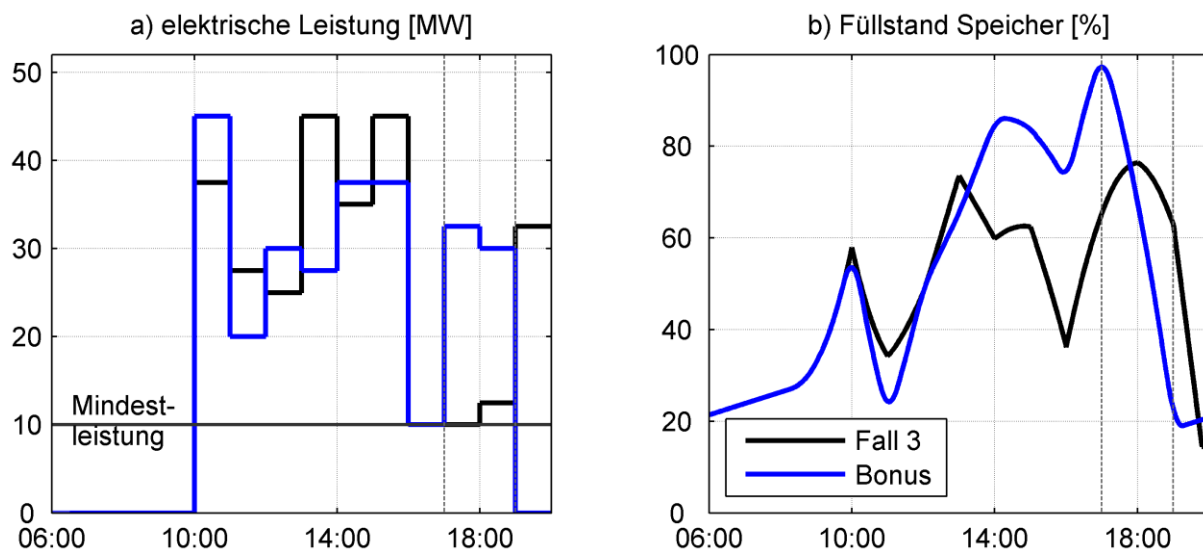 a) elektrische Leistung [MW]
50
40
30
20
10
0
Mindest-
leistung
06:00 10:00 14:00 18:00
b) Füllstand Speicher [%]
100
80
60
40
20
0
Fall 3
Bonus
06:00 10:00 14:00 18:00